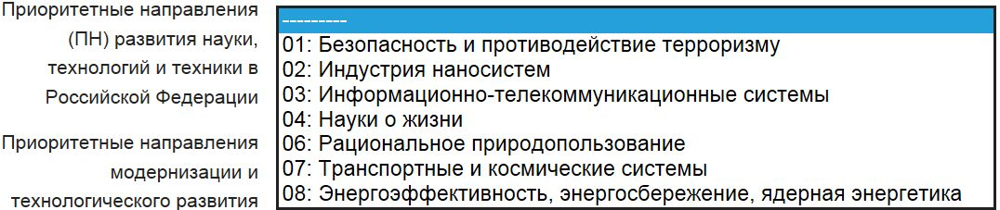 Приоритетные направления
(ПН) развития науки,
технологий и техники в
Российской Федерации
Приоритетные направления
модернизации и
технологического развития
---------
01: Безопасность и противодействие терроризму
02: Индустрия наносистем
03: Информационно-телекоммуникационные системы
04: Науки о жизни
06: Рациональное природопользование
07: Транспортные и космические системы
08: Энергоэффективность, энергосбережение, ядерная энергетика